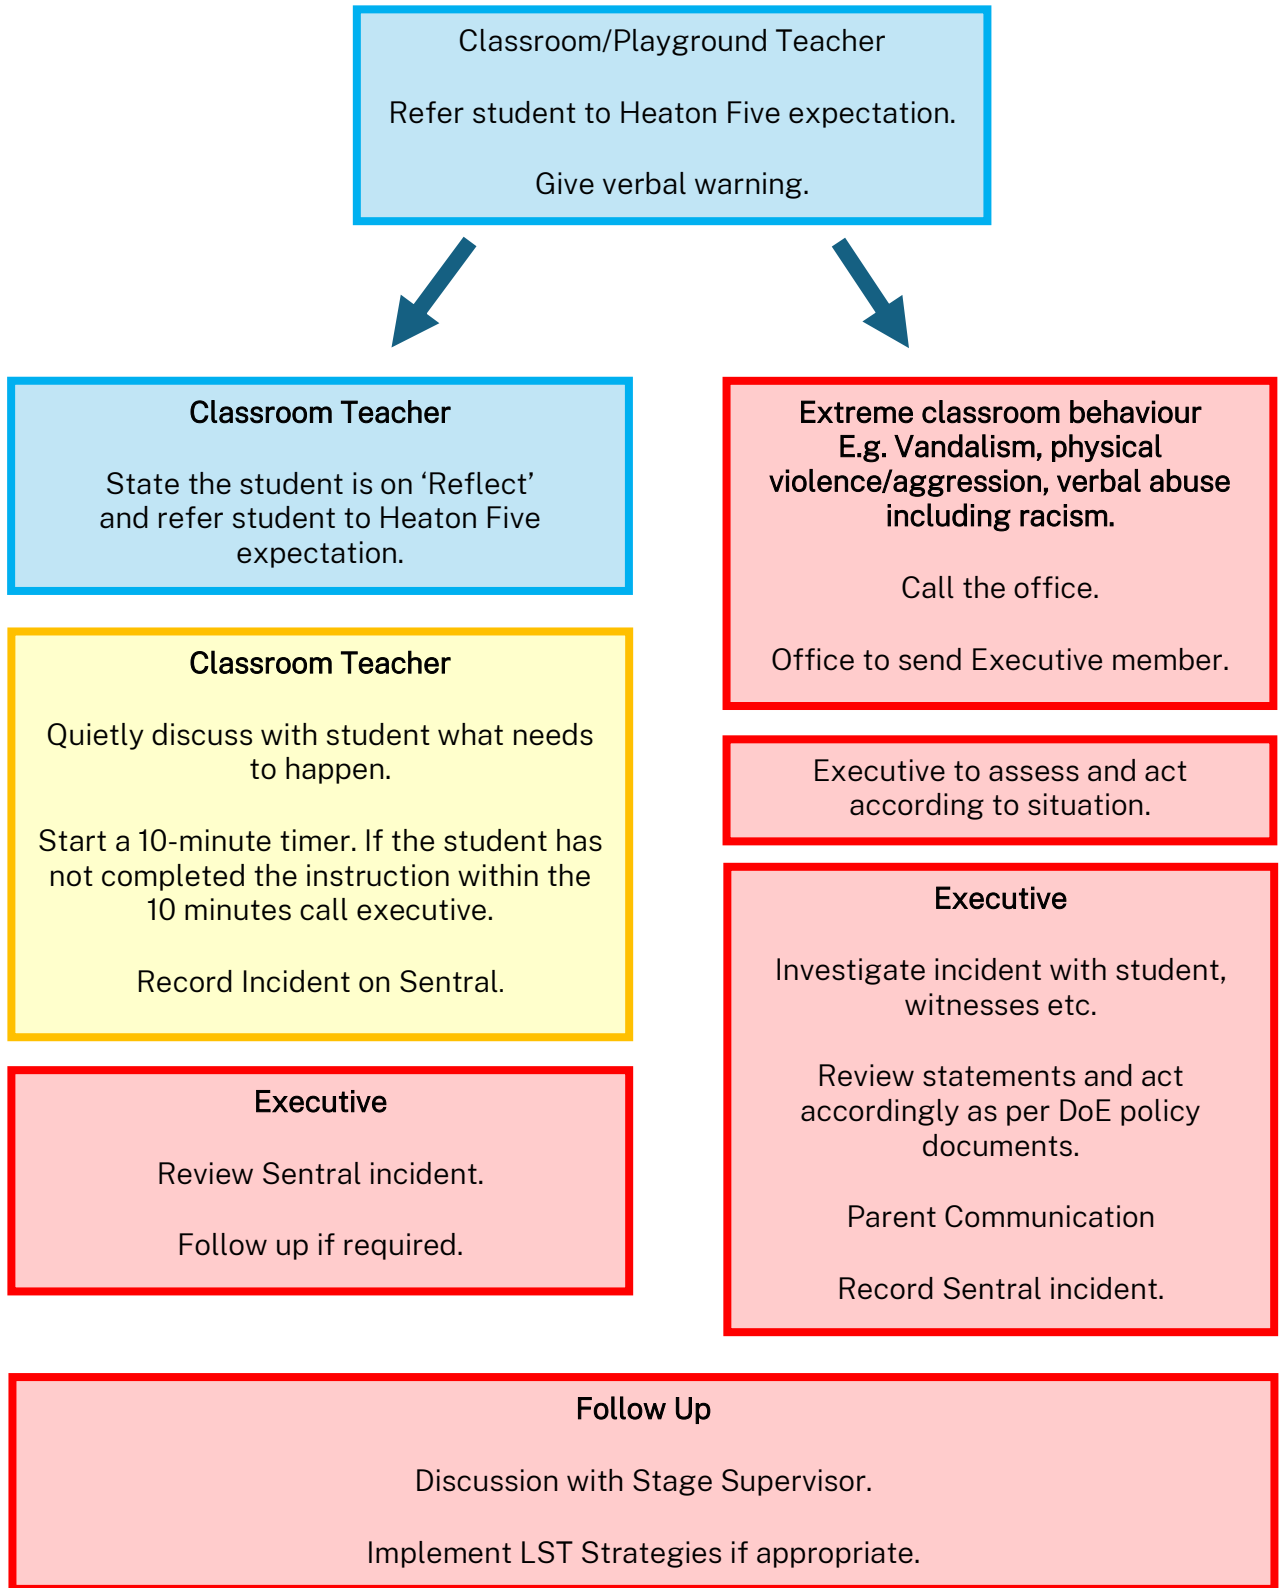 Classroom/Playground Teacher
Refer student to Heaton Five expectation.
Give verbal warning.
Classroom Teacher
State the student is on ‘Reflect’
and refer student to Heaton Five
expectation.
Classroom Teacher
Quietly discuss with student what needs
to happen.
Start a 10-minute timer. If the student has
not completed the instruction within the
10 minutes call executive.
Record Incident on Sentral.
Executive
Review Sentral incident.
Follow up if required.
Extreme classroom behaviour
E.g. Vandalism, physical
violence/aggression, verbal abuse
including racism.
Call the office.
Office to send Executive member.
Executive to assess and act
according to situation.
Executive
Investigate incident with student,
witnesses etc.
Review statements and act
accordingly as per DoE policy
documents.
Parent Communication
Record Sentral incident.
Follow Up
Discussion with Stage Supervisor.
Implement LST Strategies if appropriate.